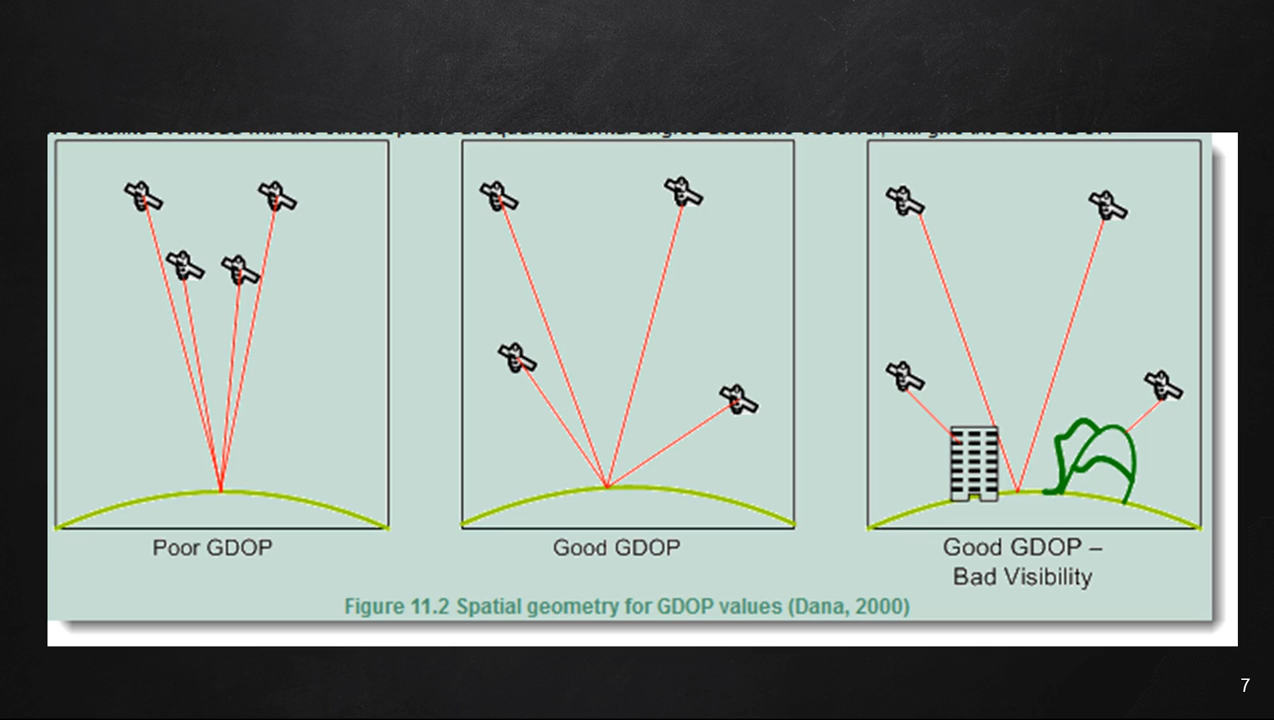 Poor GDOP
Good GDOP
Good GDOP –
Bad Visibility
Figure 11.2 Spatial geometry for GDOP values (Dana, 2000)
7